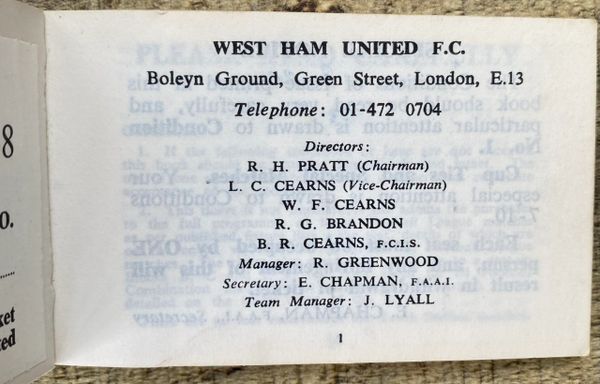 WEST HAM UNITED F.C.
Boleyn Ground, Green Street, London, E.13
Telephone: 01-472 0704
Directors:
R. H. PRATT (Chairman)
L. C. CEARNS (Vice-Chairman)
W. F. CEARNS
R. G. BRANDON
B. R. CEARNS, F.C.I.S.
Manager: R. GREENWOOD
Secretary: E. CHAPMAN, F.A.A.I.
Team Manager: J. LYALL
1
8